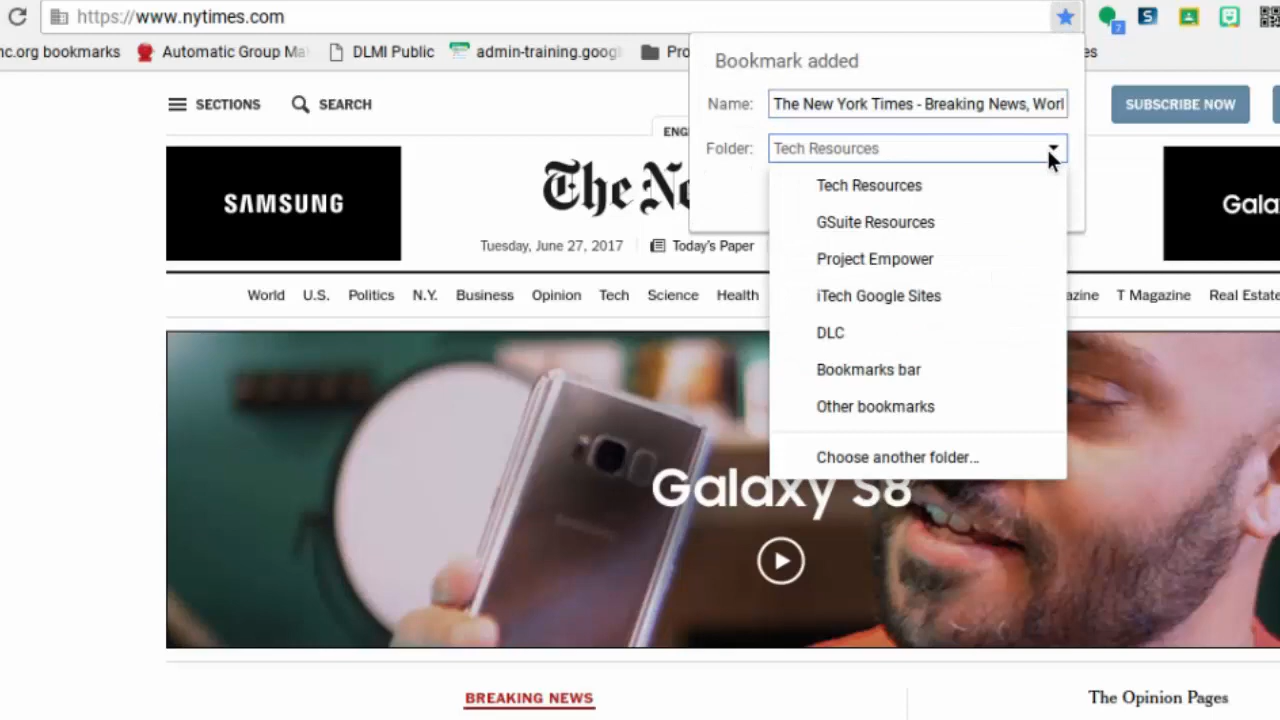 https://www.nytimes.com
nc.org bookmarks
Automatic Group Ma
DLMI Public
admin-training.goog
Pro
es
7
S
Bookmark added
Name:
The New York Times - Breaking News, Worl
Folder:
Tech Resources
Tech Resources
GSuite Resources
Project Empower
iTech Google Sites
DLC
Bookmarks bar
Other bookmarks
Choose another folder...
SECTIONS
SEARCH
SUBSCRIBE NOW
ENG
SAMSUNG
The Ne
Gala
Tuesday, June 27, 2017
Today's Paper
World
U.S.
Politics
N.Y.
Business
Opinion
Tech
Science
Health
azine
T Magazine
Real Estate
Galaxy S8
BREAKING NEWS
The Opinion Pages